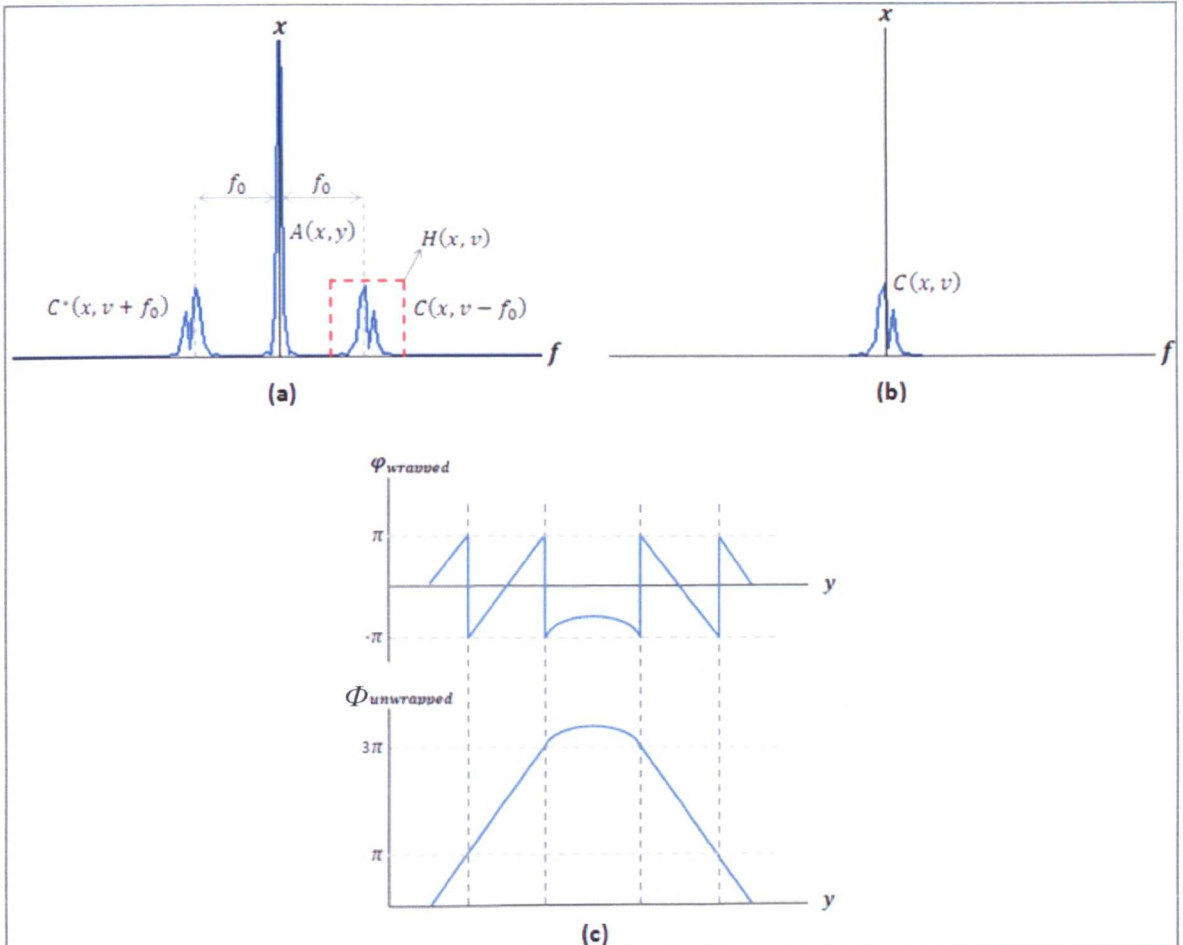 x
f₀ f₀
A(x, y)
H(x, v)
C*(x, v + f₀)
C(x, v − f₀)
f
(a)
x
C(x, v)
f
(b)
φwrapped
π
y
-π
Φunwrapped
3π
π
y
(c)